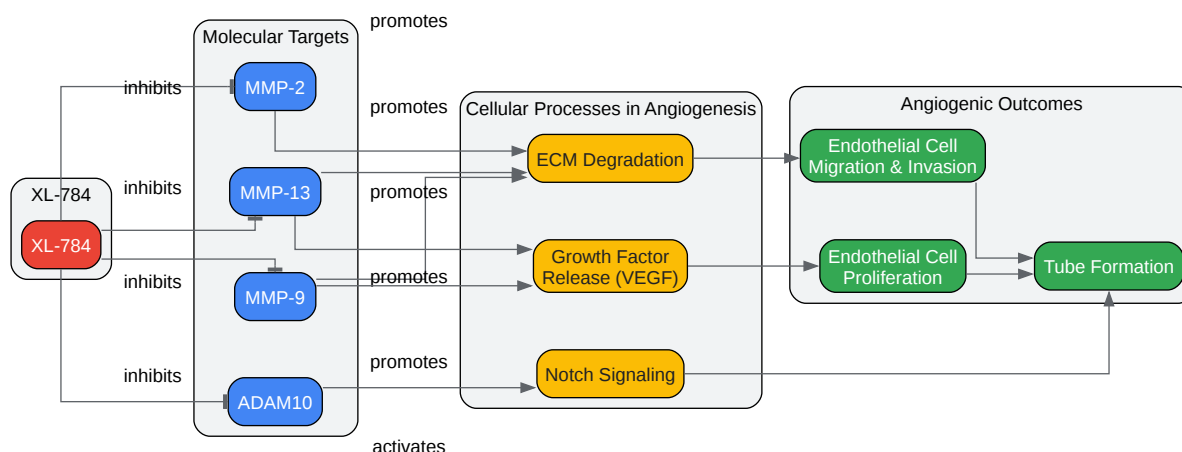 promotes
Molecular Targets
inhibits
MMP-2
promotes
Cellular Processes in Angiogenesis
Angiogenic Outcomes
ECM Degradation
Endothelial Cell
Migration & Invasion
XL-784
inhibits
MMP-13
promotes
XL-784
inhibits
MMP-9
promotes
Growth Factor
Release (VEGF)
Endothelial Cell
Proliferation
Tube Formation
inhibits
ADAM10
promotes
Notch Signaling
activates